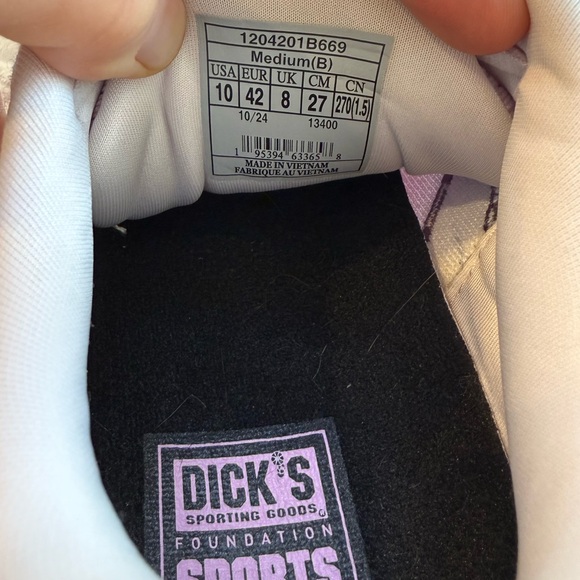 1204201B669
Medium(B)
USA EUR UK CM CN
10 42 8 27 270(1.5)
10/24 13400
1 95394 63365 8
MADE IN VIETNAM
FABRIQUE AU VIETNAM
DICK'S
SPORTING GOODS
FOUNDATION
SPORTS